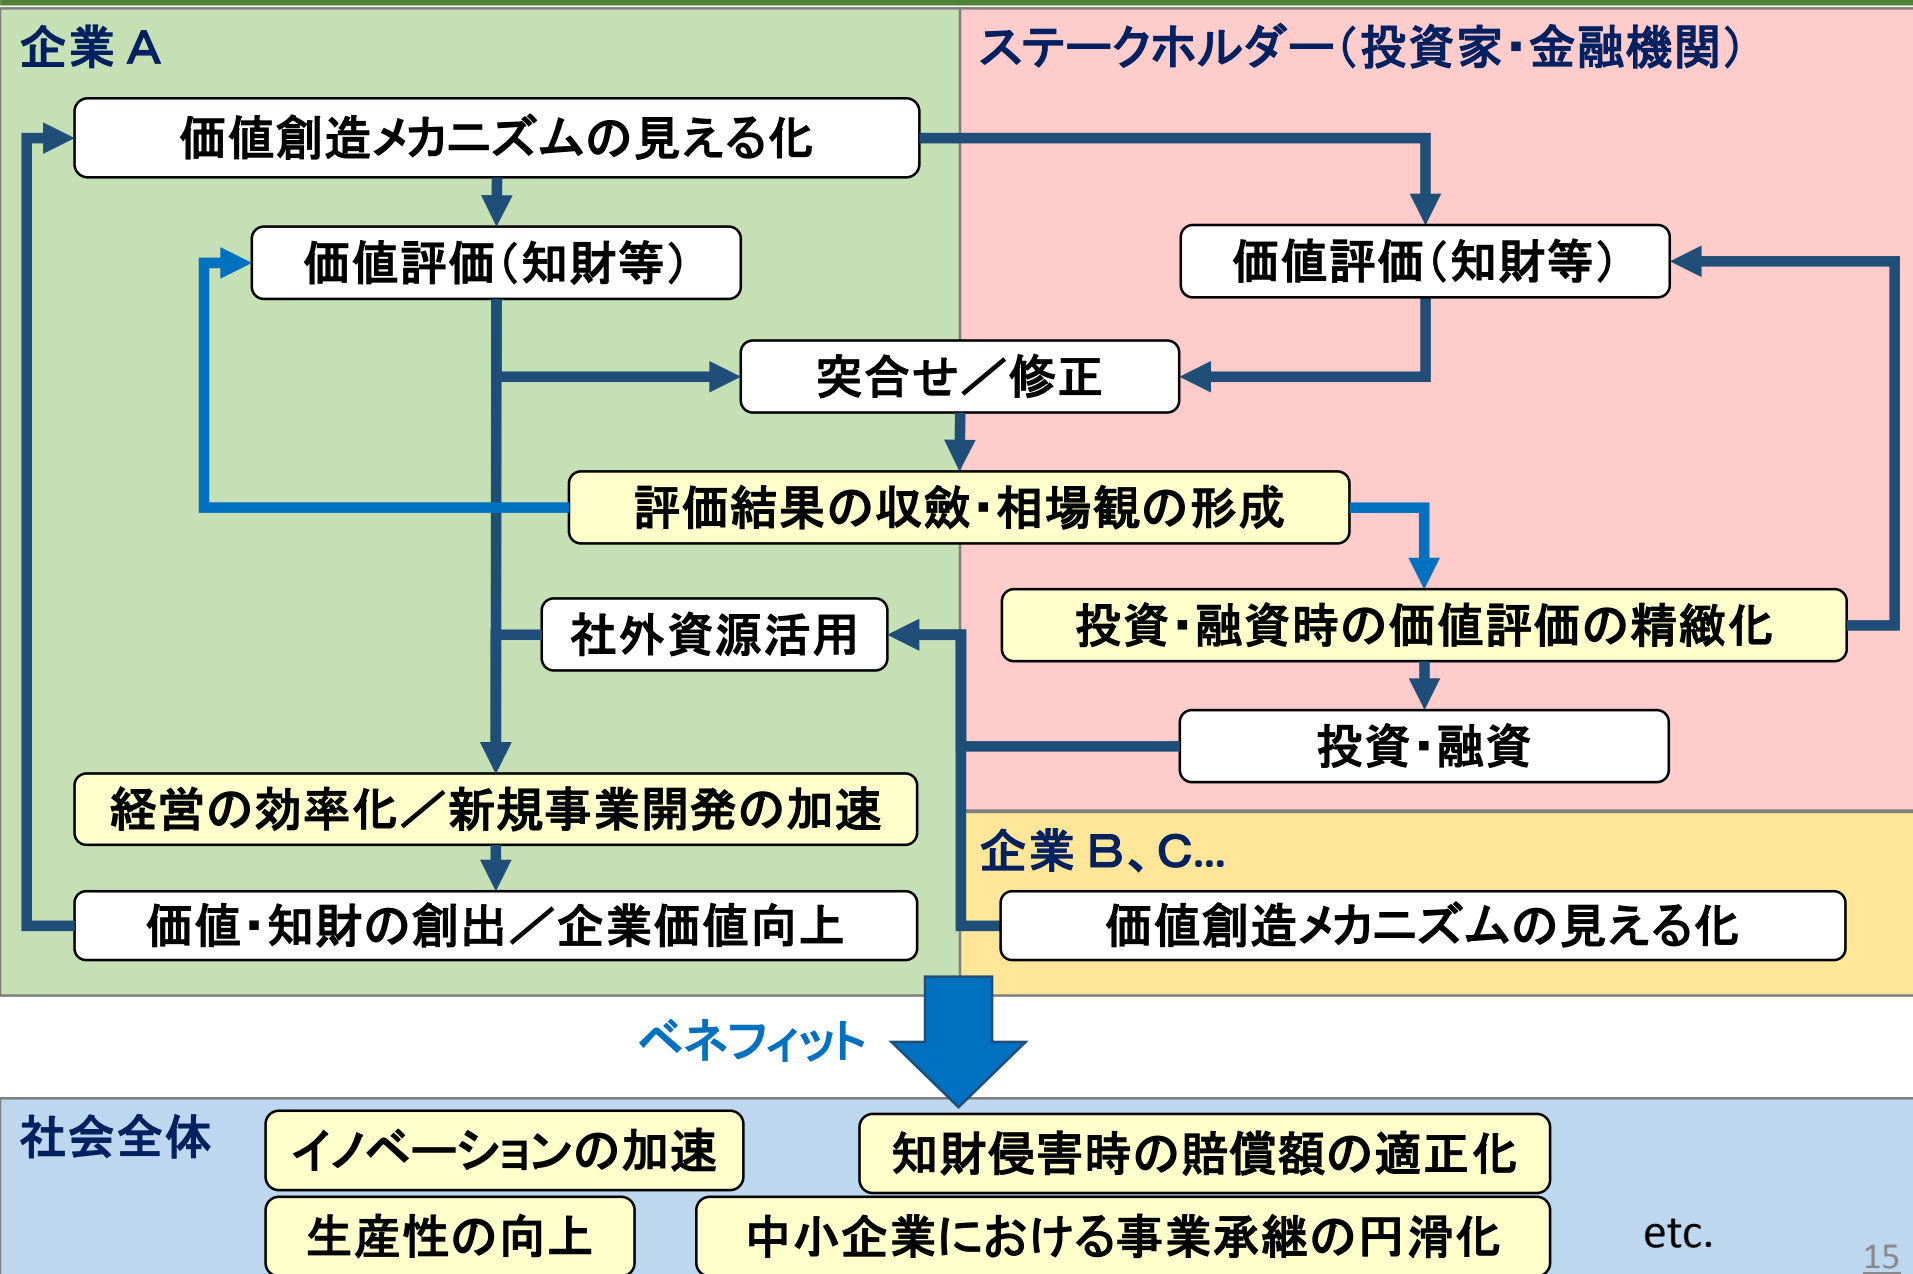 企業 A
ステークホルダー（投資家・金融機関）
価値創造メカニズムの見える化
価値評価（知財等）
価値評価（知財等）
突合せ／修正
評価結果の収斂・相場観の形成
社外資源活用
投資・融資時の価値評価の精緻化
投資・融資
経営の効率化／新規事業開発の加速
企業 B、C...
価値・知財の創出／企業価値向上
価値創造メカニズムの見える化
ベネフィット
社会全体
イノベーションの加速
知財侵害時の賠償額の適正化
生産性の向上
中小企業における事業承継の円滑化
etc.
15